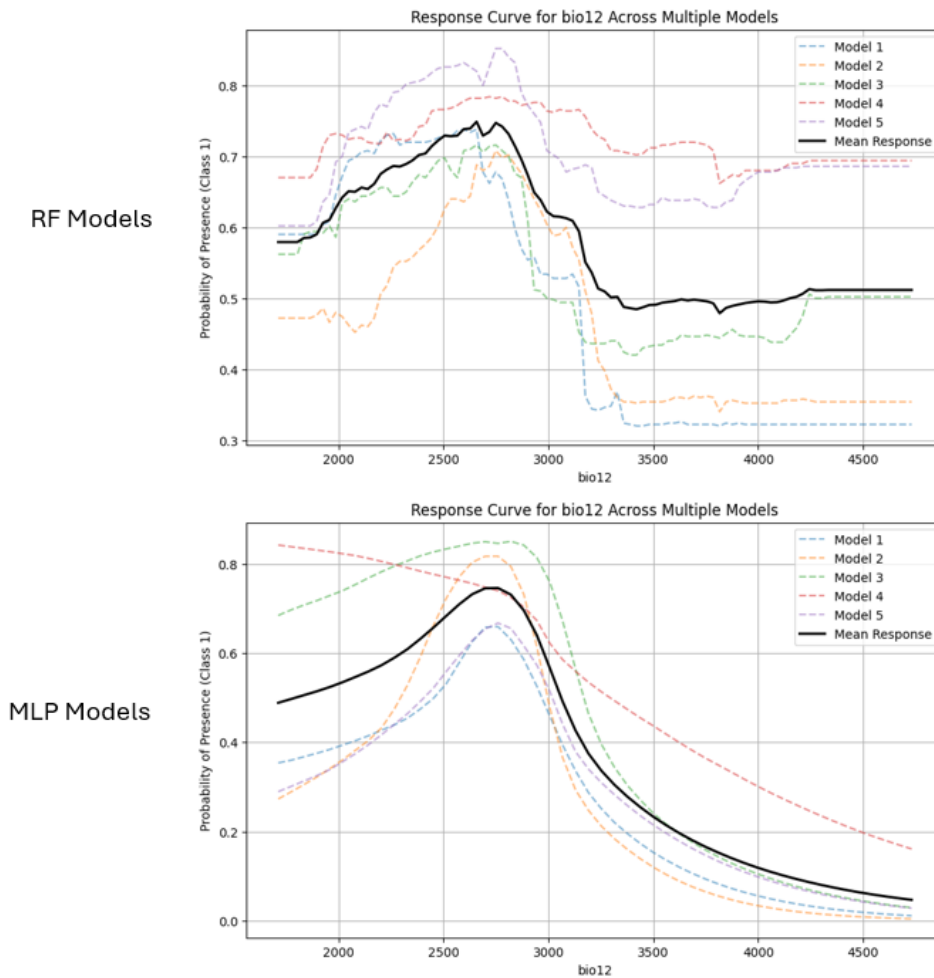 Response Curve for bio12 Across Multiple Models
RF Models
Probability of Presence (Class 1)
0.8
0.7
0.6
0.5
0.4
0.3
Model 1
Model 2
Model 3
Model 4
Model 5
Mean Response
2000 2500 3000 3500 4000 4500
bio12
Response Curve for bio12 Across Multiple Models
MLP Models
Probability of Presence (Class 1)
0.8
0.6
0.4
0.2
0.0
Model 1
Model 2
Model 3
Model 4
Model 5
Mean Response
2000 2500 3000 3500 4000 4500
bio12